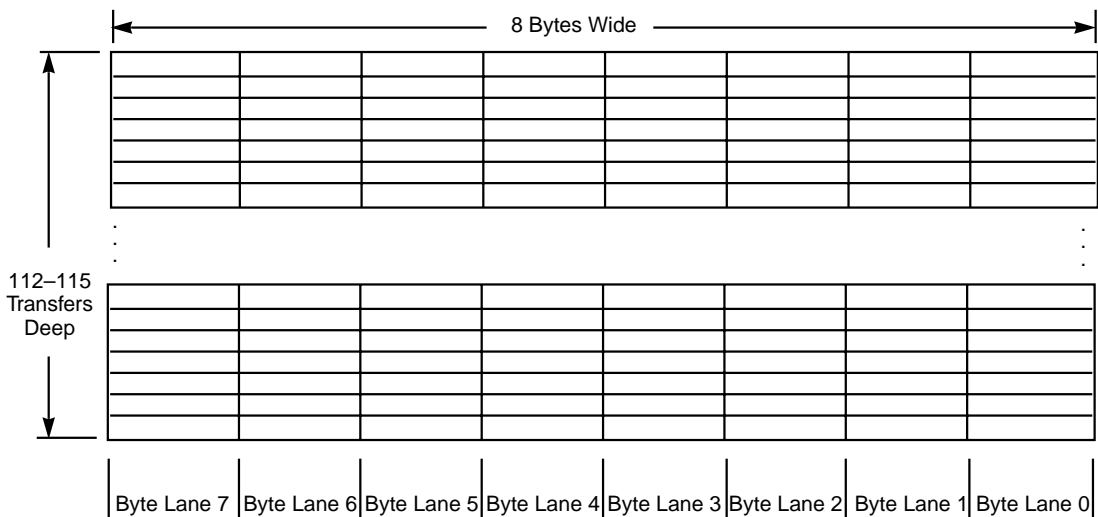 8 Bytes Wide
112–115
Transfers
Deep
Byte Lane 7 Byte Lane 6 Byte Lane 5 Byte Lane 4 Byte Lane 3 Byte Lane 2 Byte Lane 1 Byte Lane 0